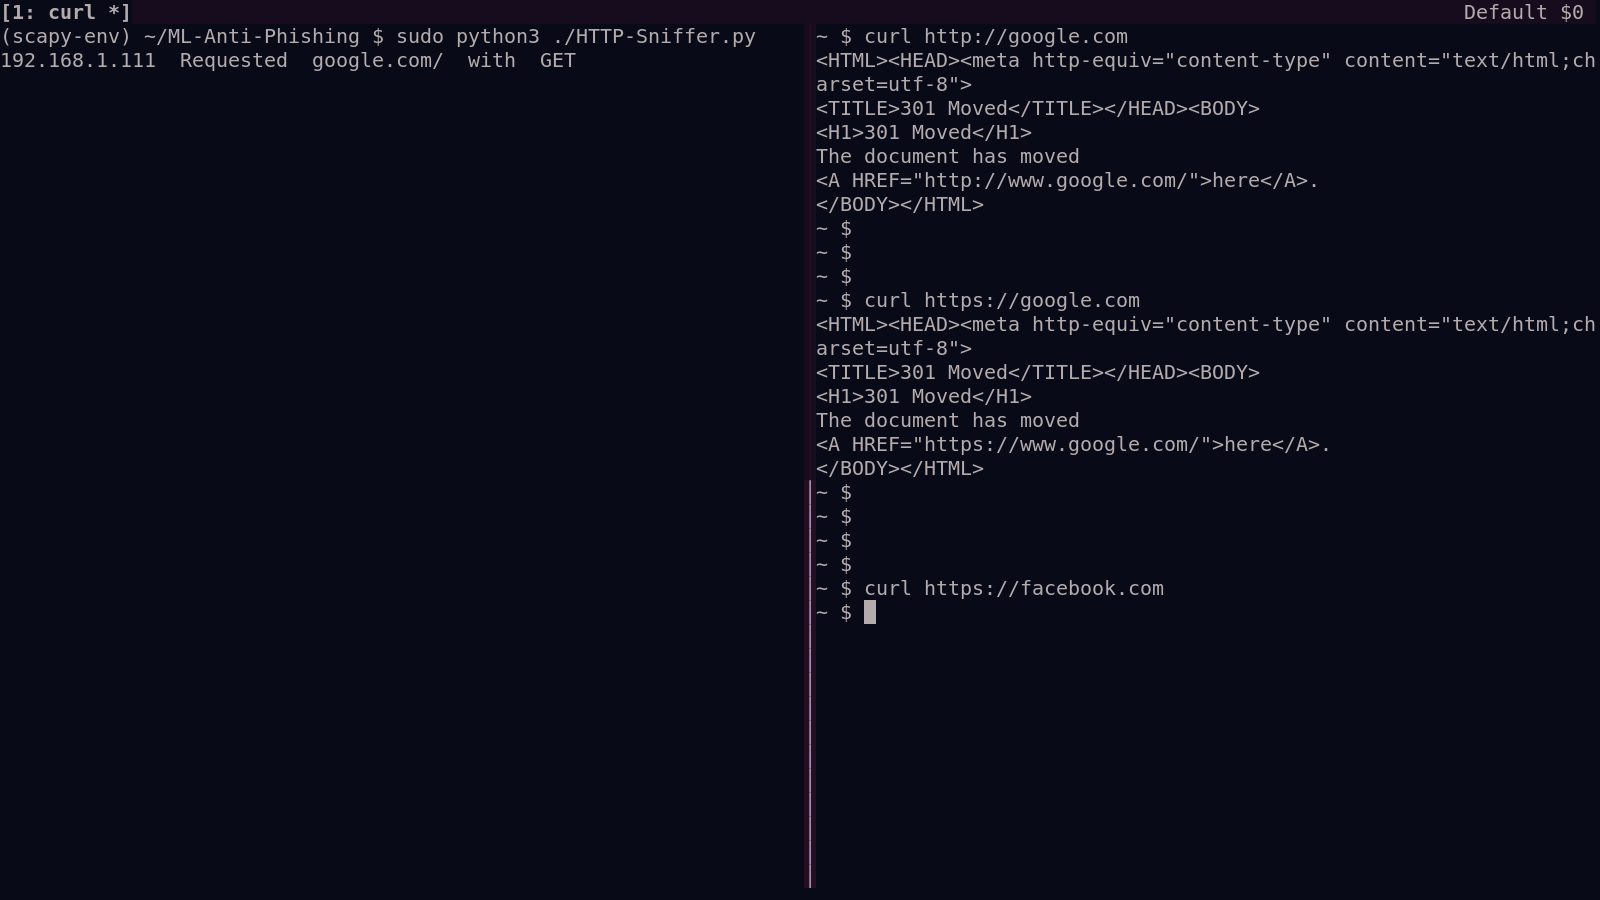 [1: curl *]
Default $0
(scapy-env) ~/ML-Anti-Phishing $ sudo python3 ./HTTP-Sniffer.py
192.168.1.111  Requested  google.com/  with  GET
~ $ curl http://google.com
<HTML><HEAD><meta http-equiv="content-type" content="text/html;ch
arset=utf-8">
<TITLE>301 Moved</TITLE></HEAD><BODY>
<H1>301 Moved</H1>
The document has moved
<A HREF="http://www.google.com/">here</A>.
</BODY></HTML>
~ $
~ $
~ $
~ $ curl https://google.com
<HTML><HEAD><meta http-equiv="content-type" content="text/html;ch
arset=utf-8">
<TITLE>301 Moved</TITLE></HEAD><BODY>
<H1>301 Moved</H1>
The document has moved
<A HREF="https://www.google.com/">here</A>.
</BODY></HTML>
~ $
~ $
~ $
~ $
~ $ curl https://facebook.com
~ $